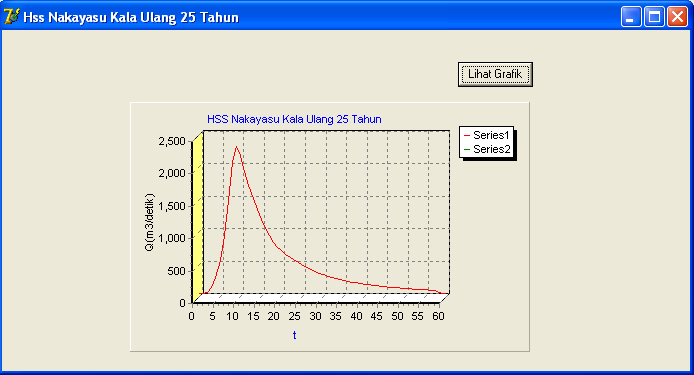 Hss Nakayasu Kala Ulang 25 Tahun
Lihat Grafik
HSS Nakayasu Kala Ulang 25 Tahun
Series1
Series2
2,500
2,000
1,500
1,000
500
0
Q(m3/detik)
0 5 10 15 20 25 30 35 40 45 50 55 60
t